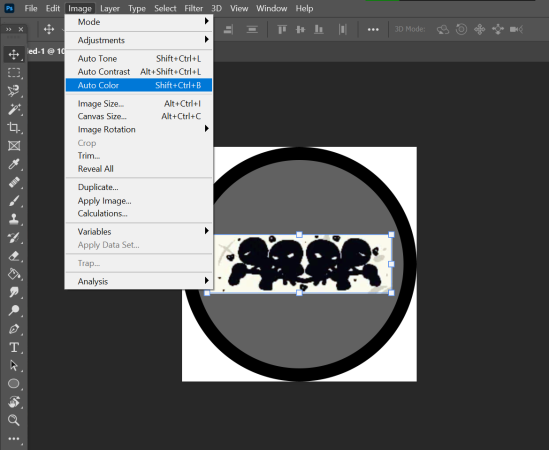 Ps File Edit Image Layer Type Select Filter 3D View Window Help
Mode
3D Mode:
Adjustments
ed-1 @ 10
Auto Tone Shift+Ctrl+L
Auto Contrast Alt+Shift+Ctrl+L
Auto Color Shift+Ctrl+B
Image Size... Alt+Ctrl+I
Canvas Size... Alt+Ctrl+C
Image Rotation
Crop
Trim...
Reveal All
Duplicate...
Apply Image...
Calculations...
Variables
Apply Data Set...
Trap...
Analysis